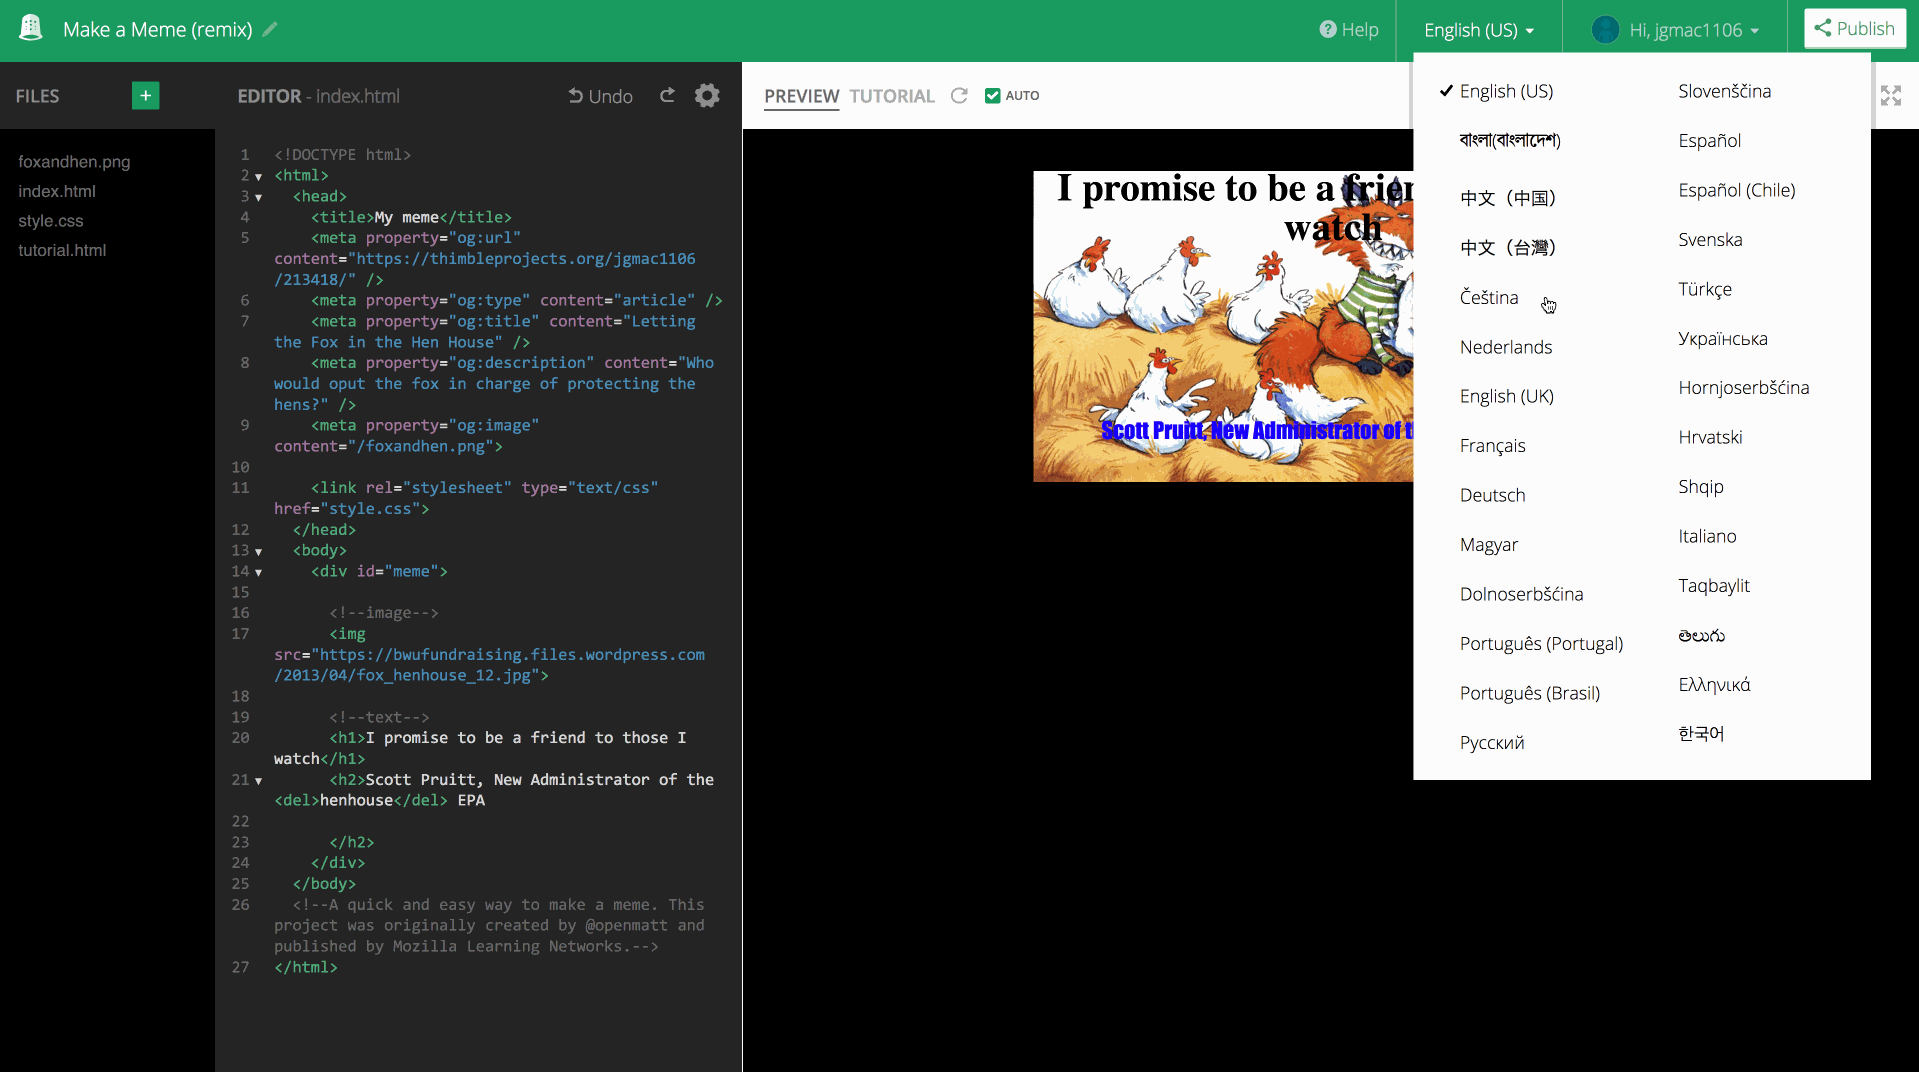 Make a Meme (remix)
Help
English (US)
Hi, jgmac1106
Publish
FILES
+
EDITOR - index.html
Undo
PREVIEW
TUTORIAL
AUTO
foxandhen.png
index.html
style.css
tutorial.html
1 <!DOCTYPE html>
2 <html>
3 <head>
4 <title>My meme</title>
5 <meta property="og:url"
content="https://thimbleprojects.org/jgmac1106
/213418/" />
6 <meta property="og:type" content="article" />
7 <meta property="og:title" content="Letting
the Fox in the Hen House" />
8 <meta property="og:description" content="Who
would oput the fox in charge of protecting the
hens?" />
9 <meta property="og:image"
content="/foxandhen.png">
10
11 <link rel="stylesheet" type="text/css"
href="style.css">
12 </head>
13 <body>
14 <div id="meme">
15
16 <!--image-->
17 <img
src="https://bwufundraising.files.wordpress.com
/2013/04/fox_henhouse_12.jpg">
18
19 <!--text-->
20 <h1>I promise to be a friend to those I
watch</h1>
21 <h2>Scott Pruitt, New Administrator of the
<del>henhouse</del> EPA
22
23 </h2>
24 </div>
25 </body>
26 <!--A quick and easy way to make a meme. This
project was originally created by @openmatt and
published by Mozilla Learning Networks.-->
27 </html>
I promise to be a frien
watch
Scott Pruitt, New Administrator of t
English (US)
বাংলা(বাংলাদেশ)
中文（中国）
中文（台灣）
Čeština
Nederlands
English (UK)
Français
Deutsch
Magyar
Dolnoserbšćina
Português (Portugal)
Português (Brasil)
Русский
Slovenščina
Español
Español (Chile)
Svenska
Türkçe
Українська
Hornjoserbšćina
Hrvatski
Shqip
Italiano
Taqbaylit
తెలుగు
Ελληνικά
한국어